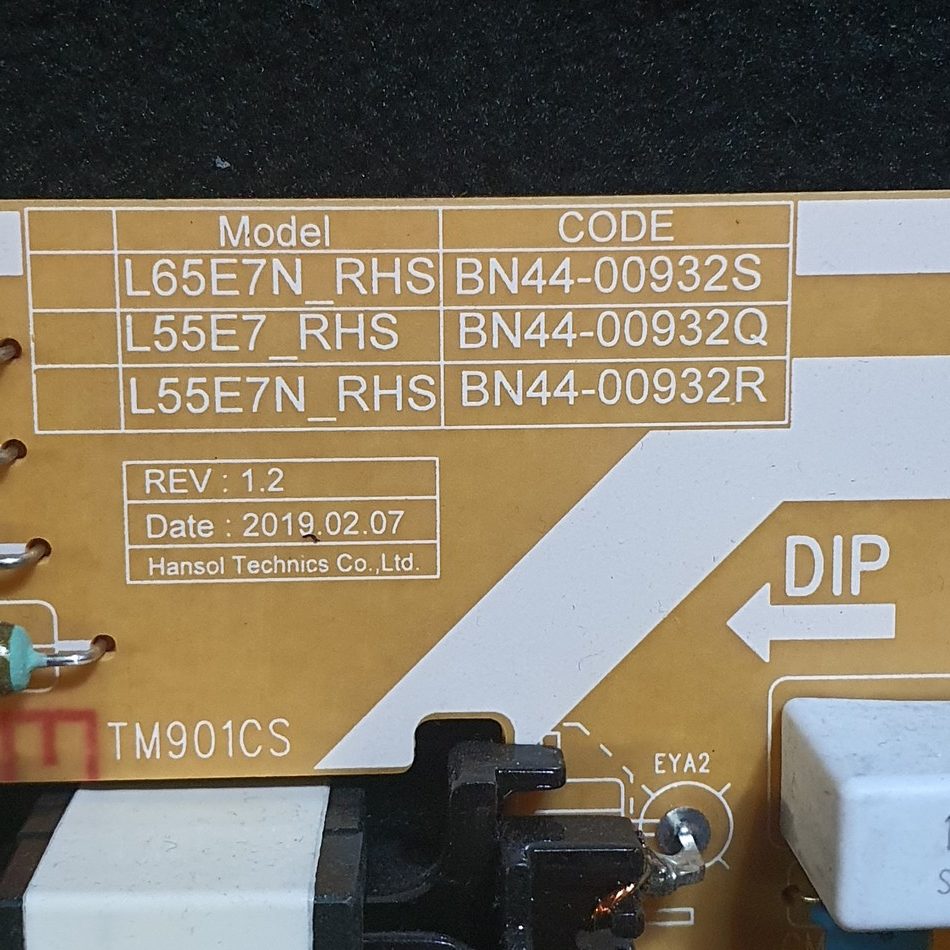 Model CODE
L65E7N_RHS BN44-00932S
L55E7_RHS BN44-00932Q
L55E7N_RHS BN44-00932R
REV : 1.2
Date : 2019.02.07
Hansol Technics Co.,Ltd.
DIP
TM901CS
EYA2